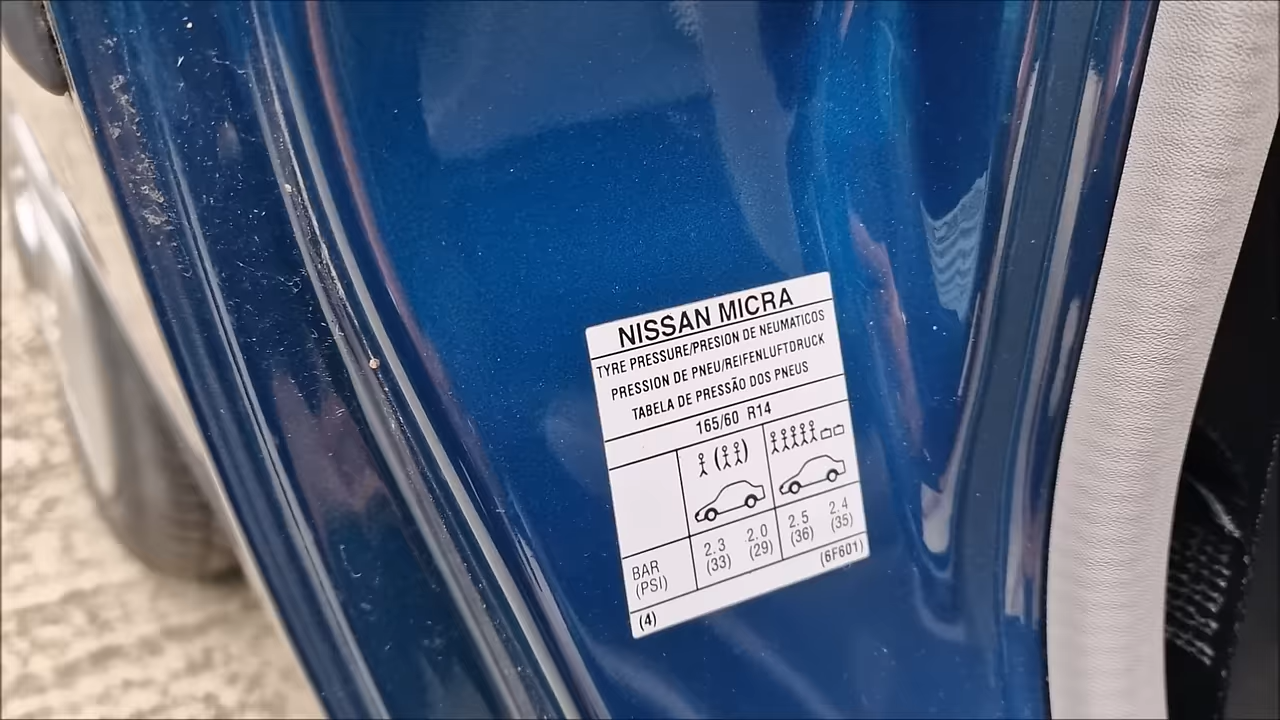 NISSAN MICRA
TYRE PRESSURE/PRESION DE NEUMATICOS
PRESSION DE PNEU/REIFENLUFTDRUCK
TABELA DE PRESSÃO DOS PNEUS
165/60 R14
( )
BAR 2.3 2.0 2.5 2.4
(PSI) (33) (29) (36) (35)
(4) (6F601)